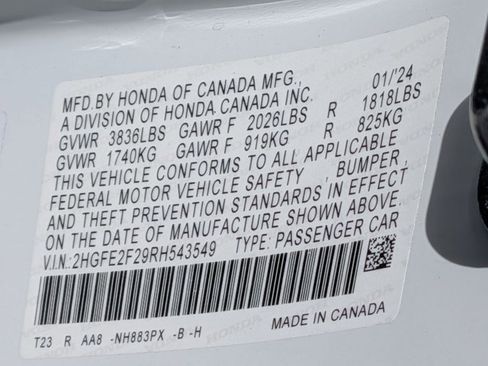 MFD. BY HONDA OF CANADA MFG., 01/'24
A DIVISION OF HONDA CANADA INC.
GVWR 3836LBS GAWR F 2026LBS R 1818LBS
GVWR 1740KG GAWR F 919KG R 825KG
THIS VEHICLE CONFORMS TO ALL APPLICABLE
FEDERAL MOTOR VEHICLE SAFETY , BUMPER,
AND THEFT PREVENTION STANDARDS IN EFFECT
ON THE DATE OF MANUFACTURE SHOWN ABOVE.
V.I.N.:2HGFE2F29RH543549 TYPE: PASSENGER CAR
T23 R AA8 -NH883PX -B -H MADE IN CANADA